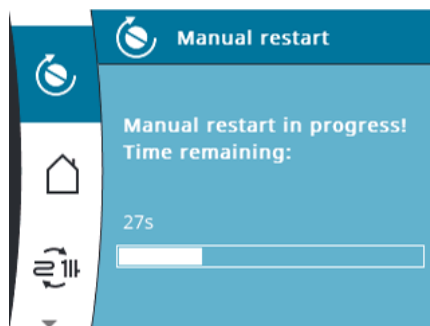 Manual restart
Manual restart in progress!
Time remaining:
27s